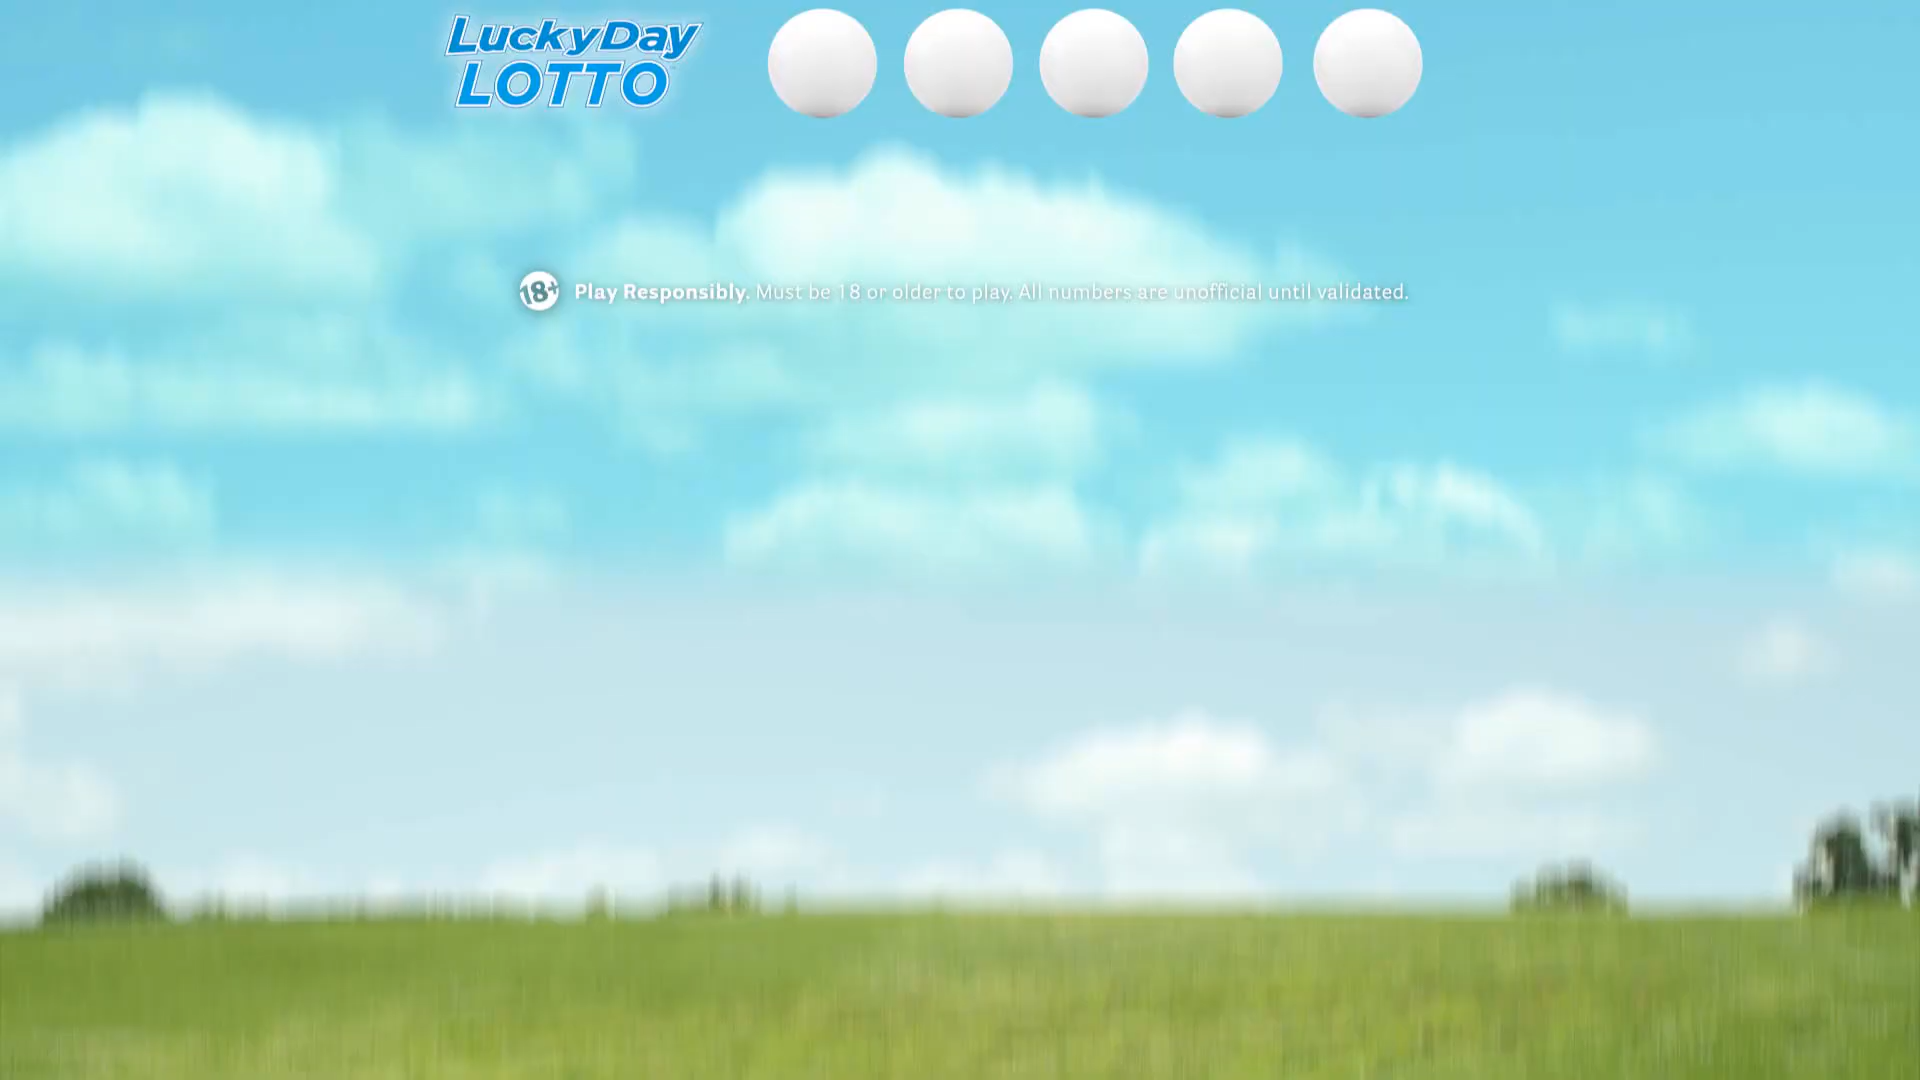 LuckyDay
LOTTO
18+ Play Responsibly. Must be 18 or older to play. All numbers are unofficial until validated.